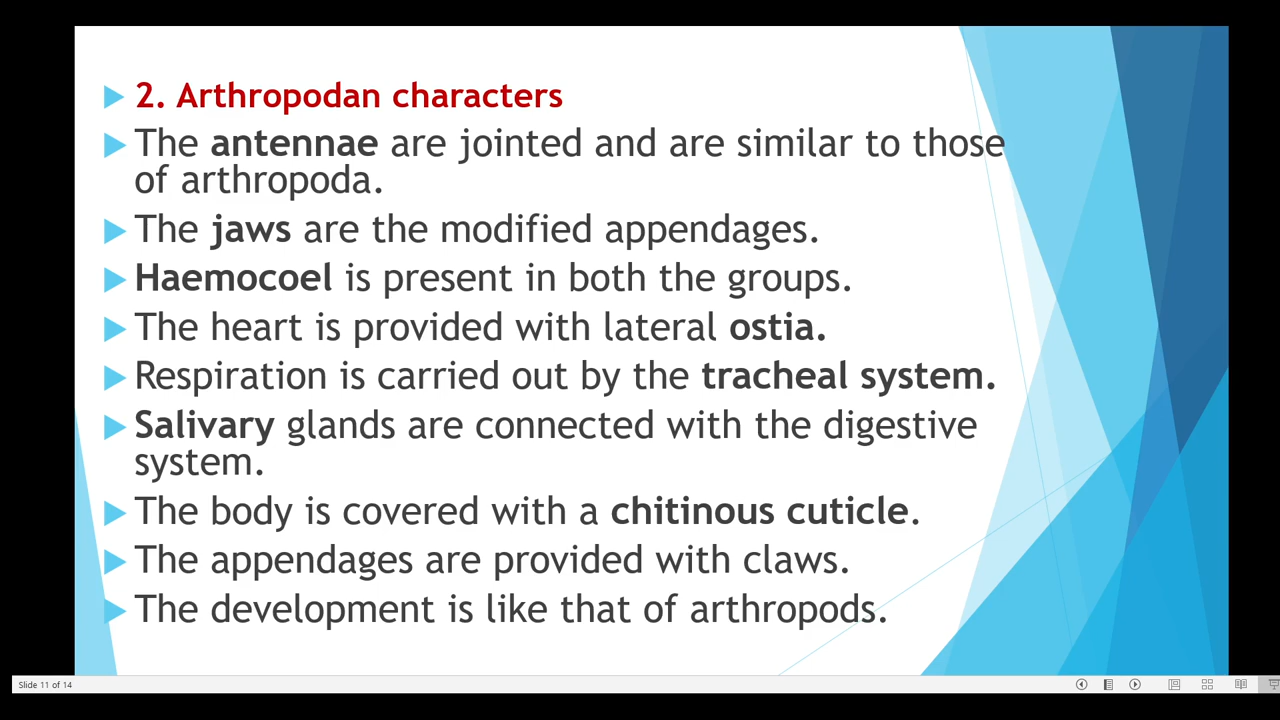 2. Arthropodan characters
The antennae are jointed and are similar to those
of arthropoda.
The jaws are the modified appendages.
Haemocoel is present in both the groups.
The heart is provided with lateral ostia.
Respiration is carried out by the tracheal system.
Salivary glands are connected with the digestive
system.
The body is covered with a chitinous cuticle.
The appendages are provided with claws.
The development is like that of arthropods.
Slide 11 of 14